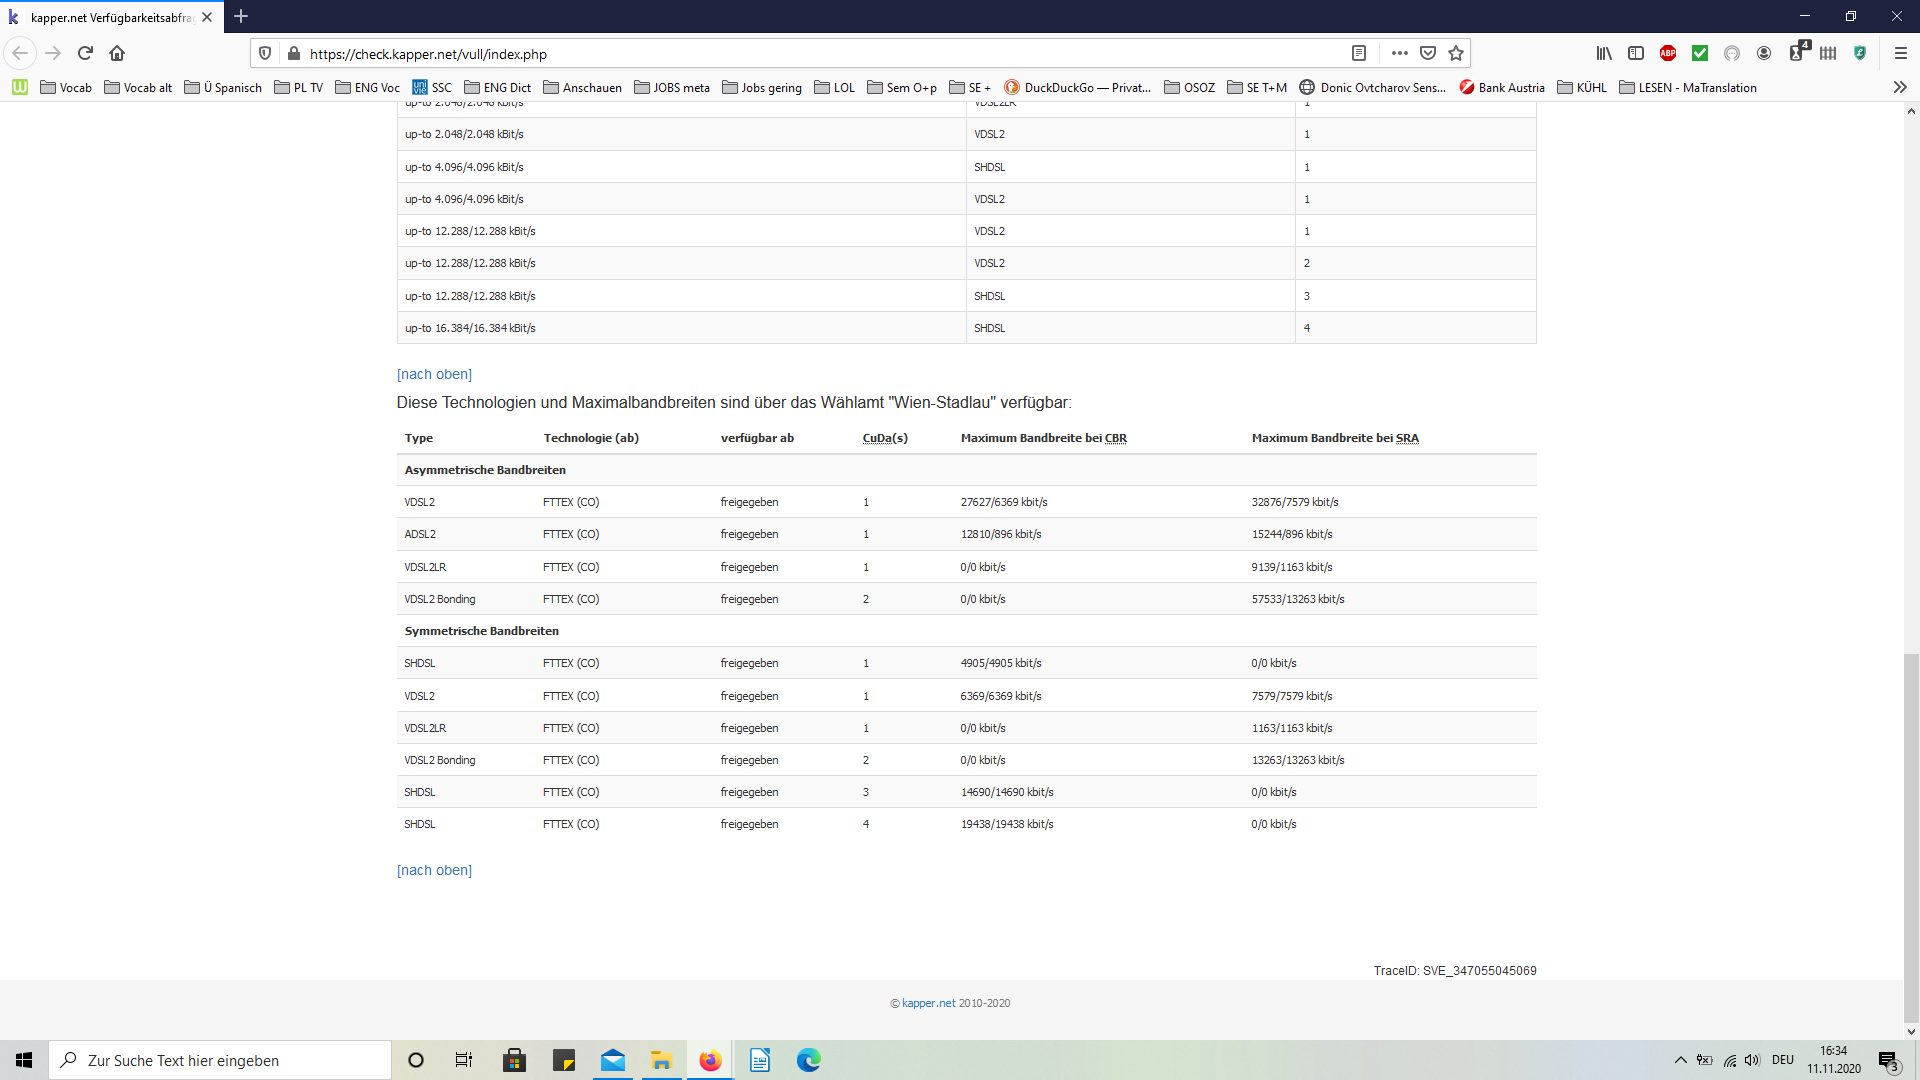 kapper.net Verfügbarkeitsabfra
https://check.kapper.net/vull/index.php
4
Vocab Vocab alt Ü Spanisch PL TV ENG Voc SSC ENG Dict Anschauen JOBS meta Jobs gering LOL Sem O+p SE + DuckDuckGo — Privat... OSOZ SE T+M Donic Ovtcharov Sens... Bank Austria KÜHL LESEN - MaTranslation
up-to 2.048/2.048 kBit/s VDSL2LR 1
up-to 2.048/2.048 kBit/s VDSL2 1
up-to 4.096/4.096 kBit/s SHDSL 1
up-to 4.096/4.096 kBit/s VDSL2 1
up-to 12.288/12.288 kBit/s VDSL2 1
up-to 12.288/12.288 kBit/s VDSL2 2
up-to 12.288/12.288 kBit/s SHDSL 3
up-to 16.384/16.384 kBit/s SHDSL 4
[nach oben]
Diese Technologien und Maximalbandbreiten sind über das Wählamt "Wien-Stadlau" verfügbar:
Type Technologie (ab) verfügbar ab CuDa(s) Maximum Bandbreite bei CBR Maximum Bandbreite bei SRA
Asymmetrische Bandbreiten
VDSL2 FTTEX (CO) freigegeben 1 27627/6369 kbit/s 32876/7579 kbit/s
ADSL2 FTTEX (CO) freigegeben 1 12810/896 kbit/s 15244/896 kbit/s
VDSL2LR FTTEX (CO) freigegeben 1 0/0 kbit/s 9139/1163 kbit/s
VDSL2 Bonding FTTEX (CO) freigegeben 2 0/0 kbit/s 57533/13263 kbit/s
Symmetrische Bandbreiten
SHDSL FTTEX (CO) freigegeben 1 4905/4905 kbit/s 0/0 kbit/s
VDSL2 FTTEX (CO) freigegeben 1 6369/6369 kbit/s 7579/7579 kbit/s
VDSL2LR FTTEX (CO) freigegeben 1 0/0 kbit/s 1163/1163 kbit/s
VDSL2 Bonding FTTEX (CO) freigegeben 2 0/0 kbit/s 13263/13263 kbit/s
SHDSL FTTEX (CO) freigegeben 3 14690/14690 kbit/s 0/0 kbit/s
SHDSL FTTEX (CO) freigegeben 4 19438/19438 kbit/s 0/0 kbit/s
[nach oben]
TraceID: SVE_347055045069
© kapper.net 2010-2020
Zur Suche Text hier eingeben
DEU
16:34
11.11.2020
3